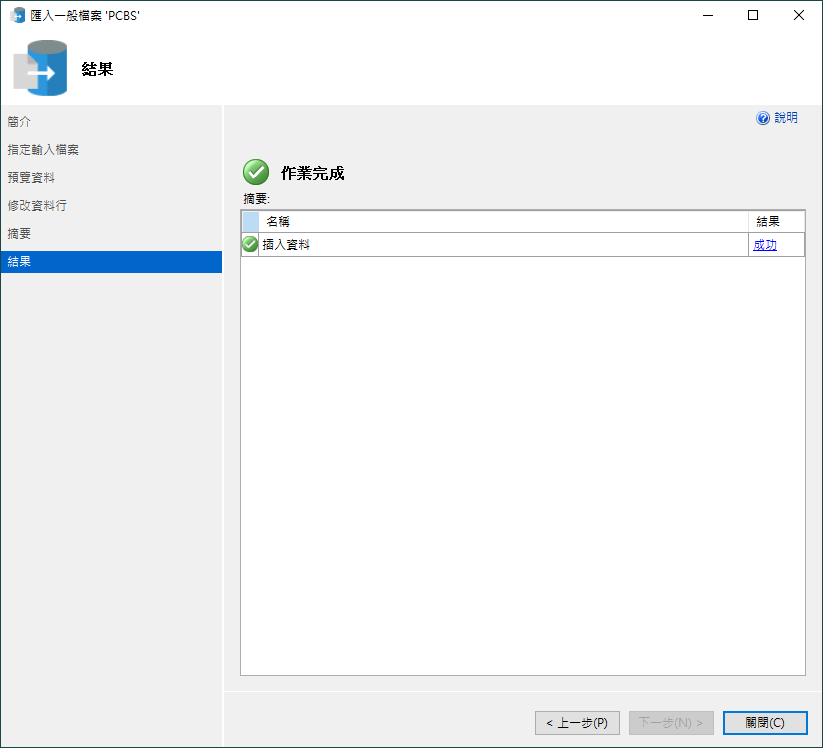 匯入一般檔案 'PCBS'
結果
簡介
指定輸入檔案
預覽資料
修改資料行
摘要
結果
說明
作業完成
摘要:
名稱 結果
插入資料 成功
< 上一步(P) 下一步(N) > 關閉(C)